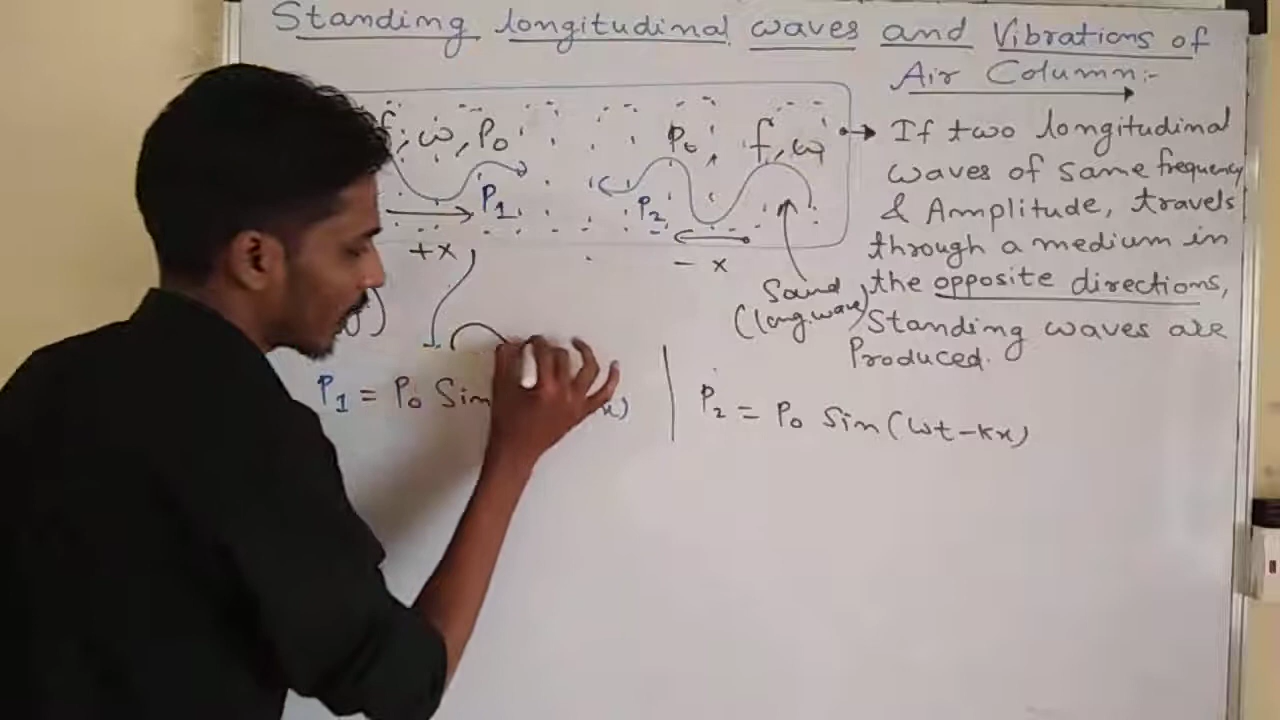 Standing longitudinal waves and Vibrations of
Air Column:-
f, ω, P₀
P₀ f, ω
P₁
P₂
+x
- x
Sound
(long. wave)
If two longitudinal
waves of same frequency
& Amplitude, travels
through a medium in
the opposite directions,
Standing waves are
Produced.
P₁ = P₀ Sin
x)
P₂ = P₀ Sin(ωt-Kx)